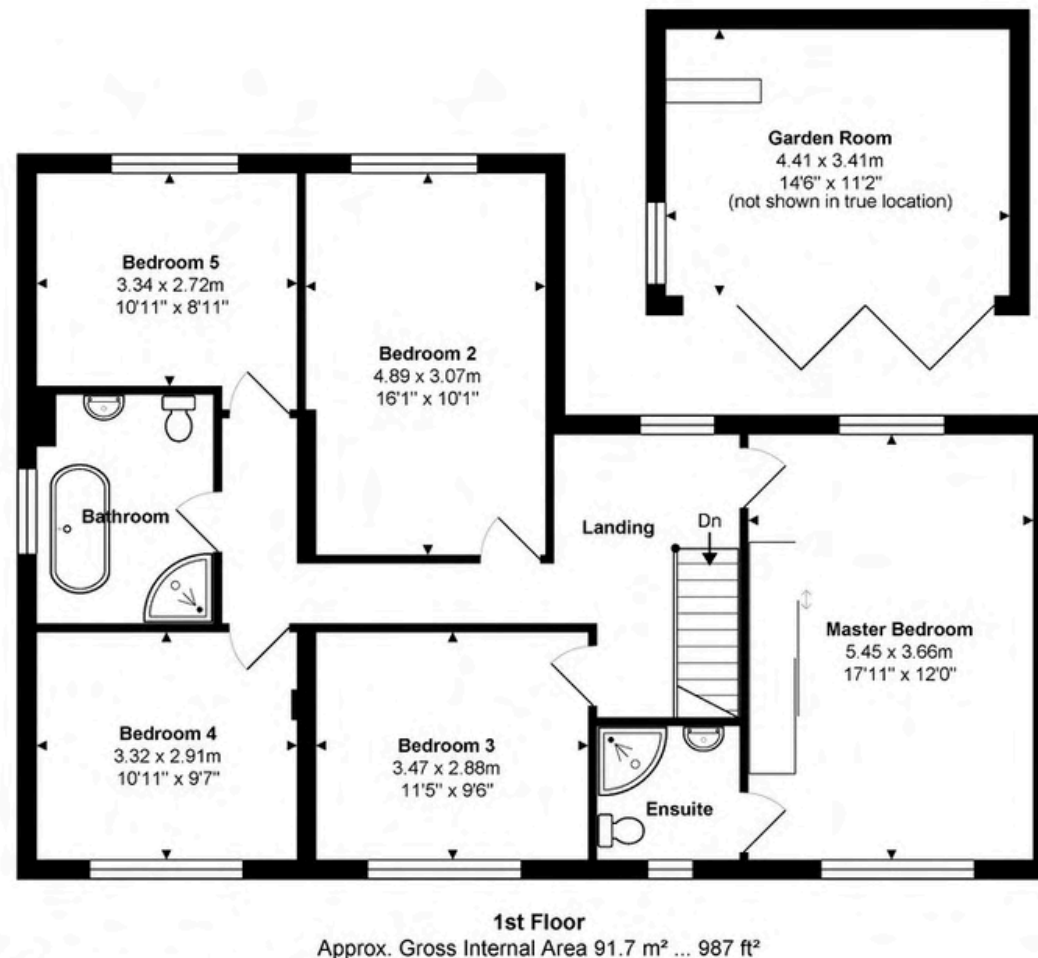 Garden Room
4.41 x 3.41m
14'6" x 11'2"
(not shown in true location)
Bedroom 5
3.34 x 2.72m
10'11" x 8'11"
Bedroom 2
4.89 x 3.07m
16'1" x 10'1"
Bathroom
Landing
Dn
Master Bedroom
5.45 x 3.66m
17'11" x 12'0"
Bedroom 4
3.32 x 2.91m
10'11" x 9'7"
Bedroom 3
3.47 x 2.88m
11'5" x 9'6"
Ensuite
1st Floor
Approx. Gross Internal Area 91.7 m² ... 987 ft²